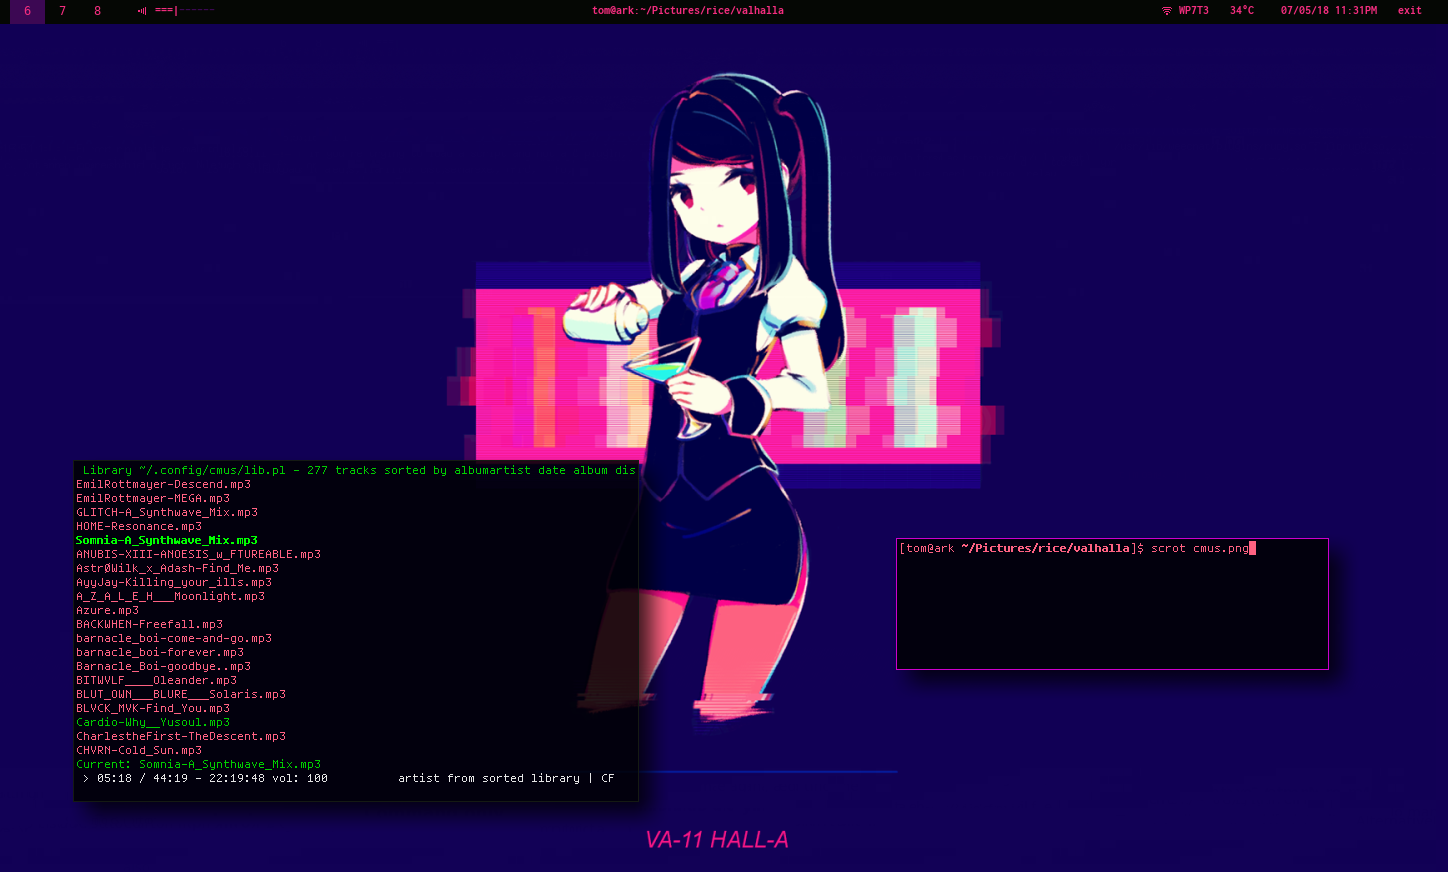 6 7 8 ===|------ tom@ark:~/Pictures/rice/valhalla WP7T3 34°C 07/05/18 11:31PM exit
Library ~/.config/cmus/lib.pl - 277 tracks sorted by albumartist date album dis
EmilRottmayer-Descend.mp3
EmilRottmayer-MEGA.mp3
GLITCH-A_Synthwave_Mix.mp3
HOME-Resonance.mp3
Somnia-A_Synthwave_Mix.mp3
ANUBIS-XIII-ANOESIS_w_FTUREABLE.mp3
Astr0Wilk_x_Adash-Find_Me.mp3
AyyJay-Killing_your_ills.mp3
A_Z_A_L_E_H___Moonlight.mp3
Azure.mp3
BACKWHEN-Freefall.mp3
barnacle_boi-come-and-go.mp3
barnacle_boi-forever.mp3
Barnacle_Boi-goodbye..mp3
BITWVLF____Oleander.mp3
BLUT_OWN___BLURE___Solaris.mp3
BLVCK_MVK-Find_You.mp3
Cardio-Why__Yusoul.mp3
CharlestheFirst-TheDescent.mp3
CHVRN-Cold_Sun.mp3
Current: Somnia-A_Synthwave_Mix.mp3
> 05:18 / 44:19 - 22:19:48 vol: 100 artist from sorted library | CF
[tom@ark ~/Pictures/rice/valhalla]$ scrot cmus.png
VA-11 HALL-A